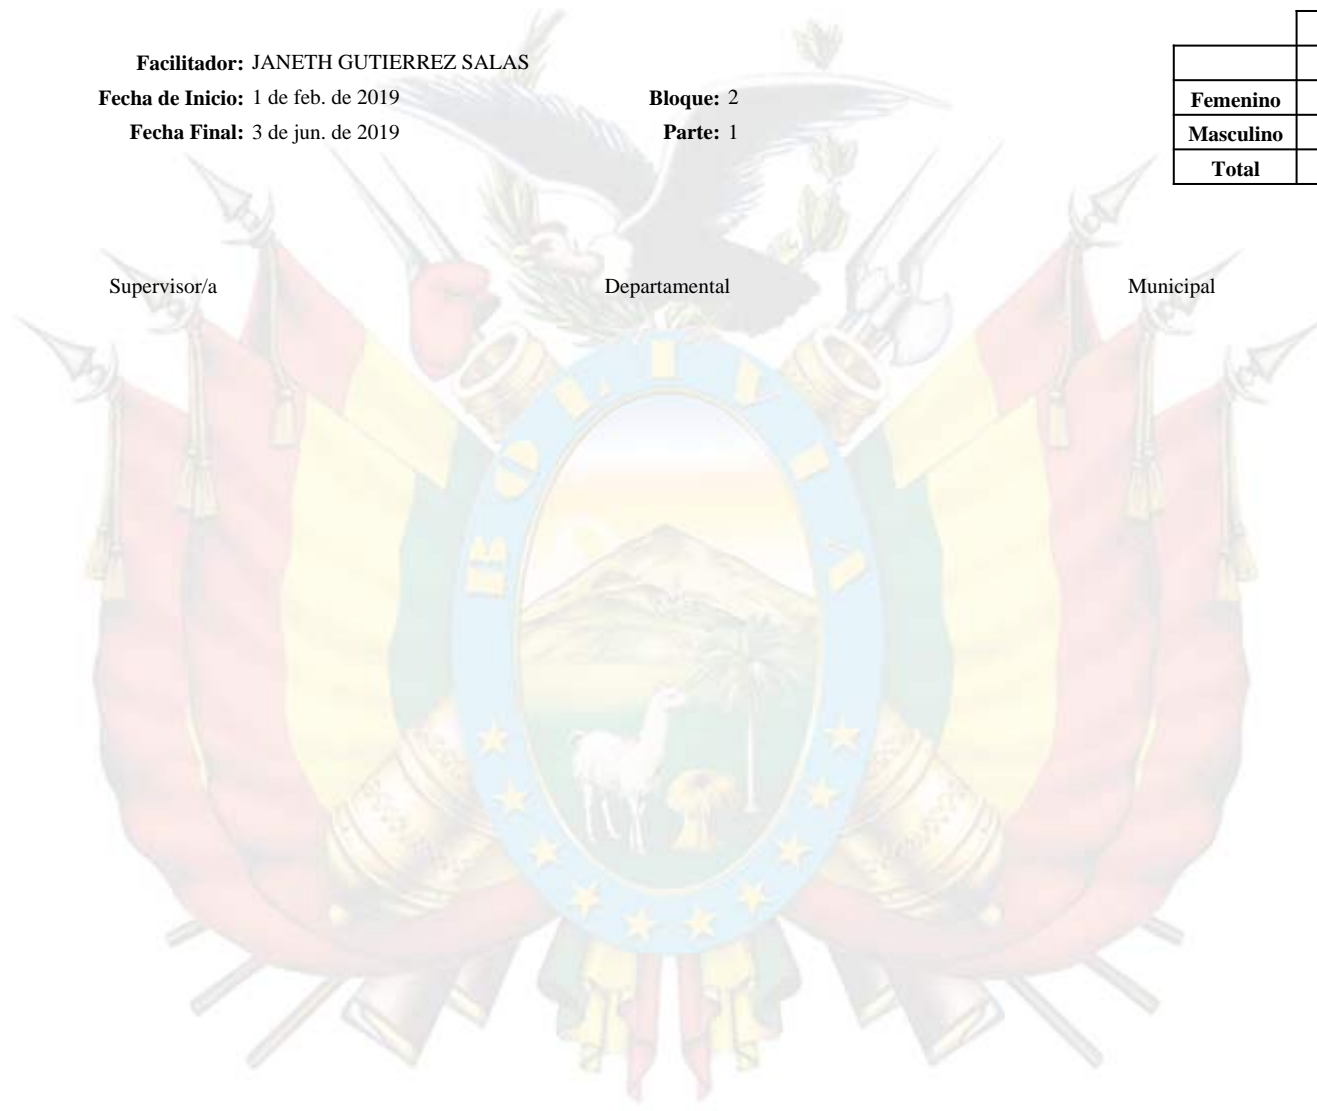 Facilitador: JANETH GUTIERREZ SALAS
Fecha de Inicio: 1 de feb. de 2019 Bloque: 2
Fecha Final: 3 de jun. de 2019 Parte: 1
Femenino
Masculino
Total
Supervisor/a Departamental Municipal
BOLIVIA